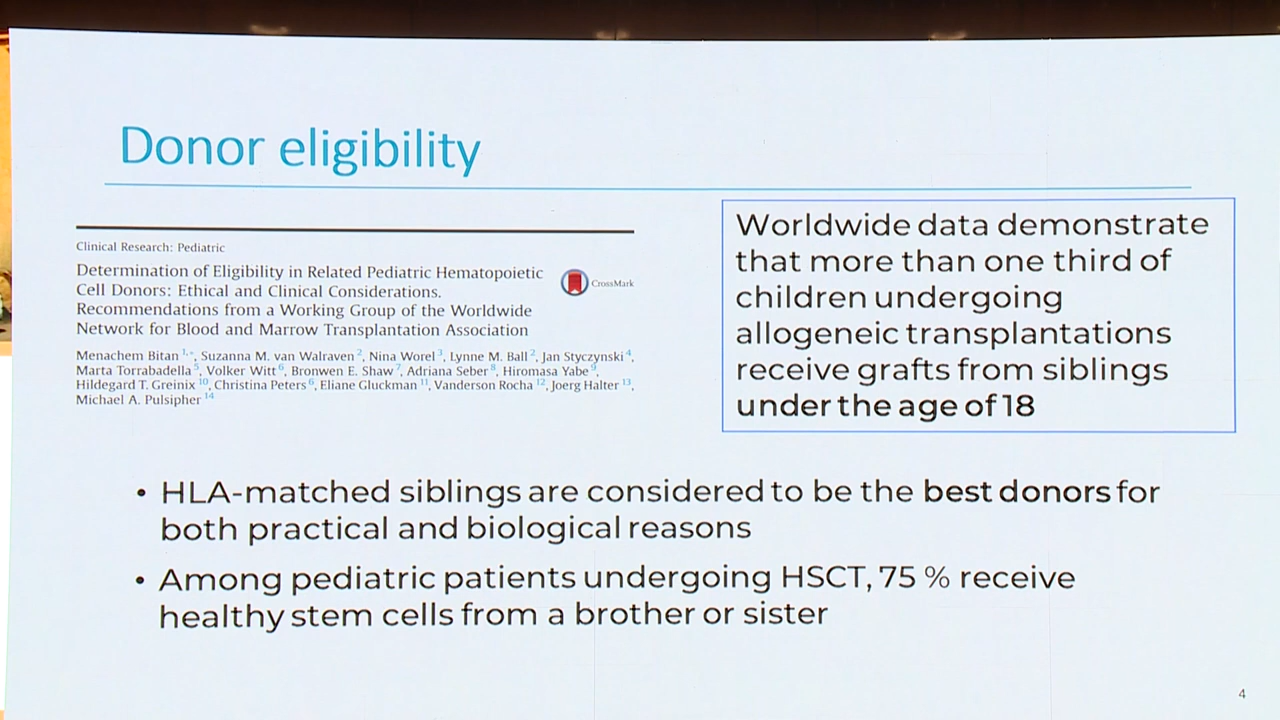 Donor eligibility
Clinical Research: Pediatric
Determination of Eligibility in Related Pediatric Hematopoietic
Cell Donors: Ethical and Clinical Considerations.
Recommendations from a Working Group of the Worldwide
Network for Blood and Marrow Transplantation Association
CrossMark
Menachem Bitan 1,*, Suzanna M. van Walraven 2, Nina Worel 3, Lynne M. Ball 2, Jan Styczynski 4,
Marta Torrabadella 5, Volker Witt 6, Bronwen E. Shaw 7, Adriana Seber 8, Hiromasa Yabe 9,
Hildegard T. Greinix 10, Christina Peters 6, Eliane Gluckman 11, Vanderson Rocha 12, Joerg Halter 13,
Michael A. Pulsipher 14
Worldwide data demonstrate
that more than one third of
children undergoing
allogeneic transplantations
receive grafts from siblings
under the age of 18
• HLA-matched siblings are considered to be the best donors for
both practical and biological reasons
• Among pediatric patients undergoing HSCT, 75 % receive
healthy stem cells from a brother or sister
4